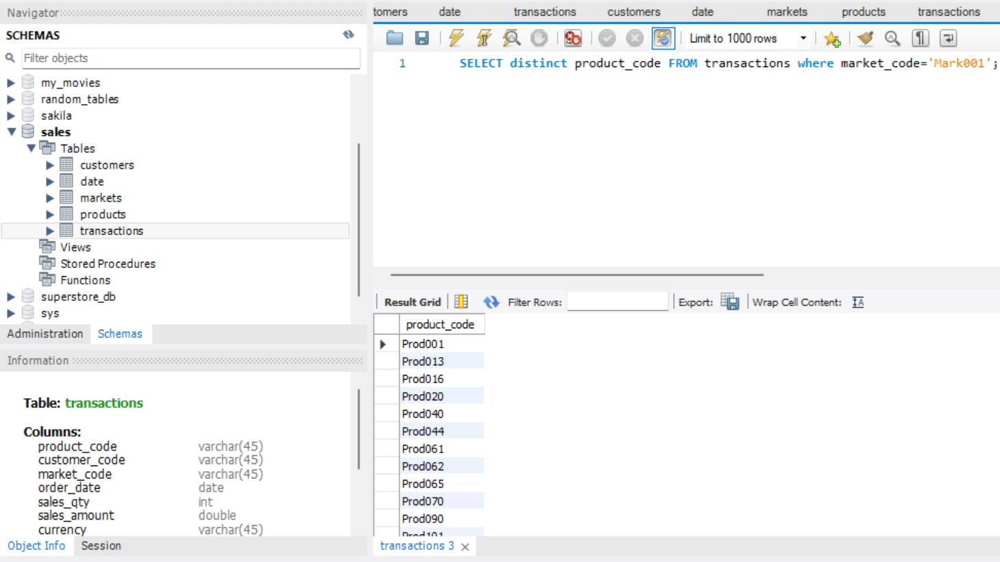 Navigator
SCHEMAS
Filter objects
my_movies
random_tables
sakila
sales
Tables
customers
date
markets
products
transactions
Views
Stored Procedures
Functions
superstore_db
sys
Administration Schemas
Information
Table: transactions
Columns:
product_code varchar(45)
customer_code varchar(45)
market_code varchar(45)
order_date date
sales_qty int
sales_amount double
currency varchar(45)
Object Info Session
tomers date transactions customers date markets products transactions
Limit to 1000 rows
1 SELECT distinct product_code FROM transactions where market_code='Mark001';
Result Grid Filter Rows: Export: Wrap Cell Content:
product_code
Prod001
Prod013
Prod016
Prod020
Prod040
Prod044
Prod061
Prod062
Prod065
Prod070
Prod090
transactions 3